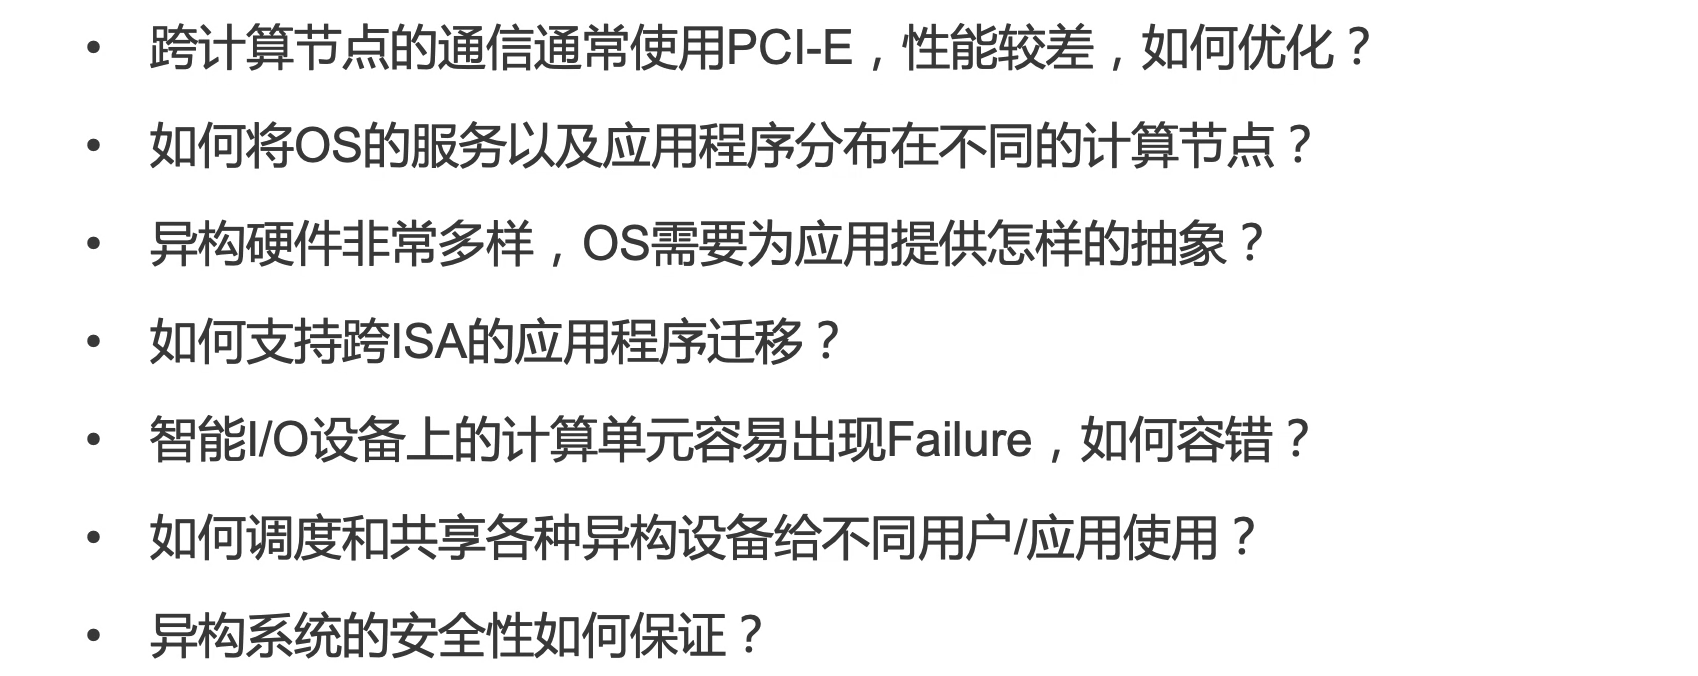 • 跨计算节点的通信通常使用PCI-E，性能较差，如何优化？
• 如何将OS的服务以及应用程序分布在不同的计算节点？
• 异构硬件非常多样，OS需要为应用提供怎样的抽象？
• 如何支持跨ISA的应用程序迁移？
• 智能I/O设备上的计算单元容易出现Failure，如何容错？
• 如何调度和共享各种异构设备给不同用户/应用使用？
• 异构系统的安全性如何保证？